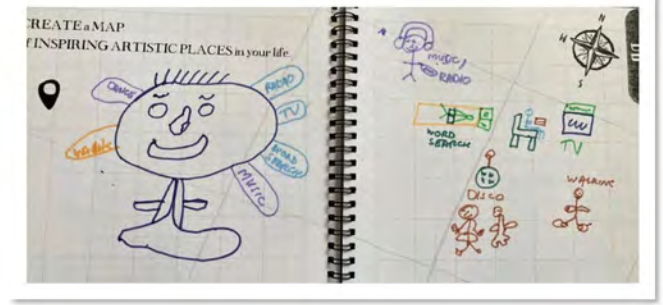 CREATE a MAP
f INSPIRING ARTISTIC PLACES in your life
DANCE
RADIO
TV
WORD
SEARCH
MUSIC
MUSIC,
RADIO
N
W
S
WORD
SEARCH
TV
DISCO
WALKING